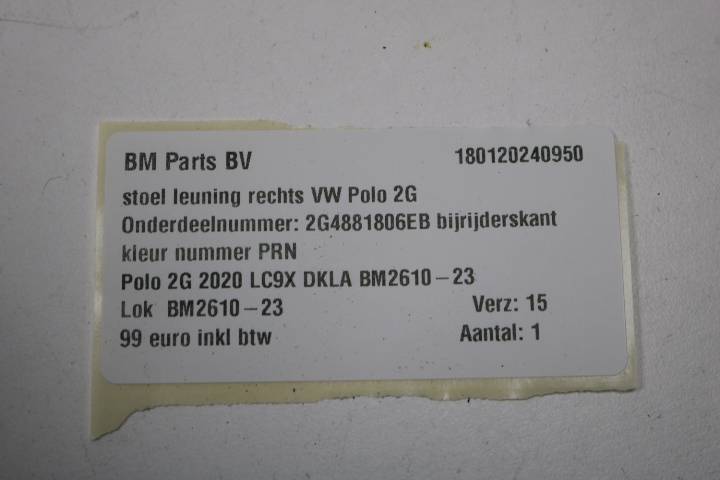 BM Parts BV 180120240950
stoel leuning rechts VW Polo 2G
Onderdeelnummer: 2G4881806EB bijrijderskant
kleur nummer PRN
Polo 2G 2020 LC9X DKLA BM2610-23
Lok BM2610-23 Verz: 15
99 euro inkl btw Aantal: 1